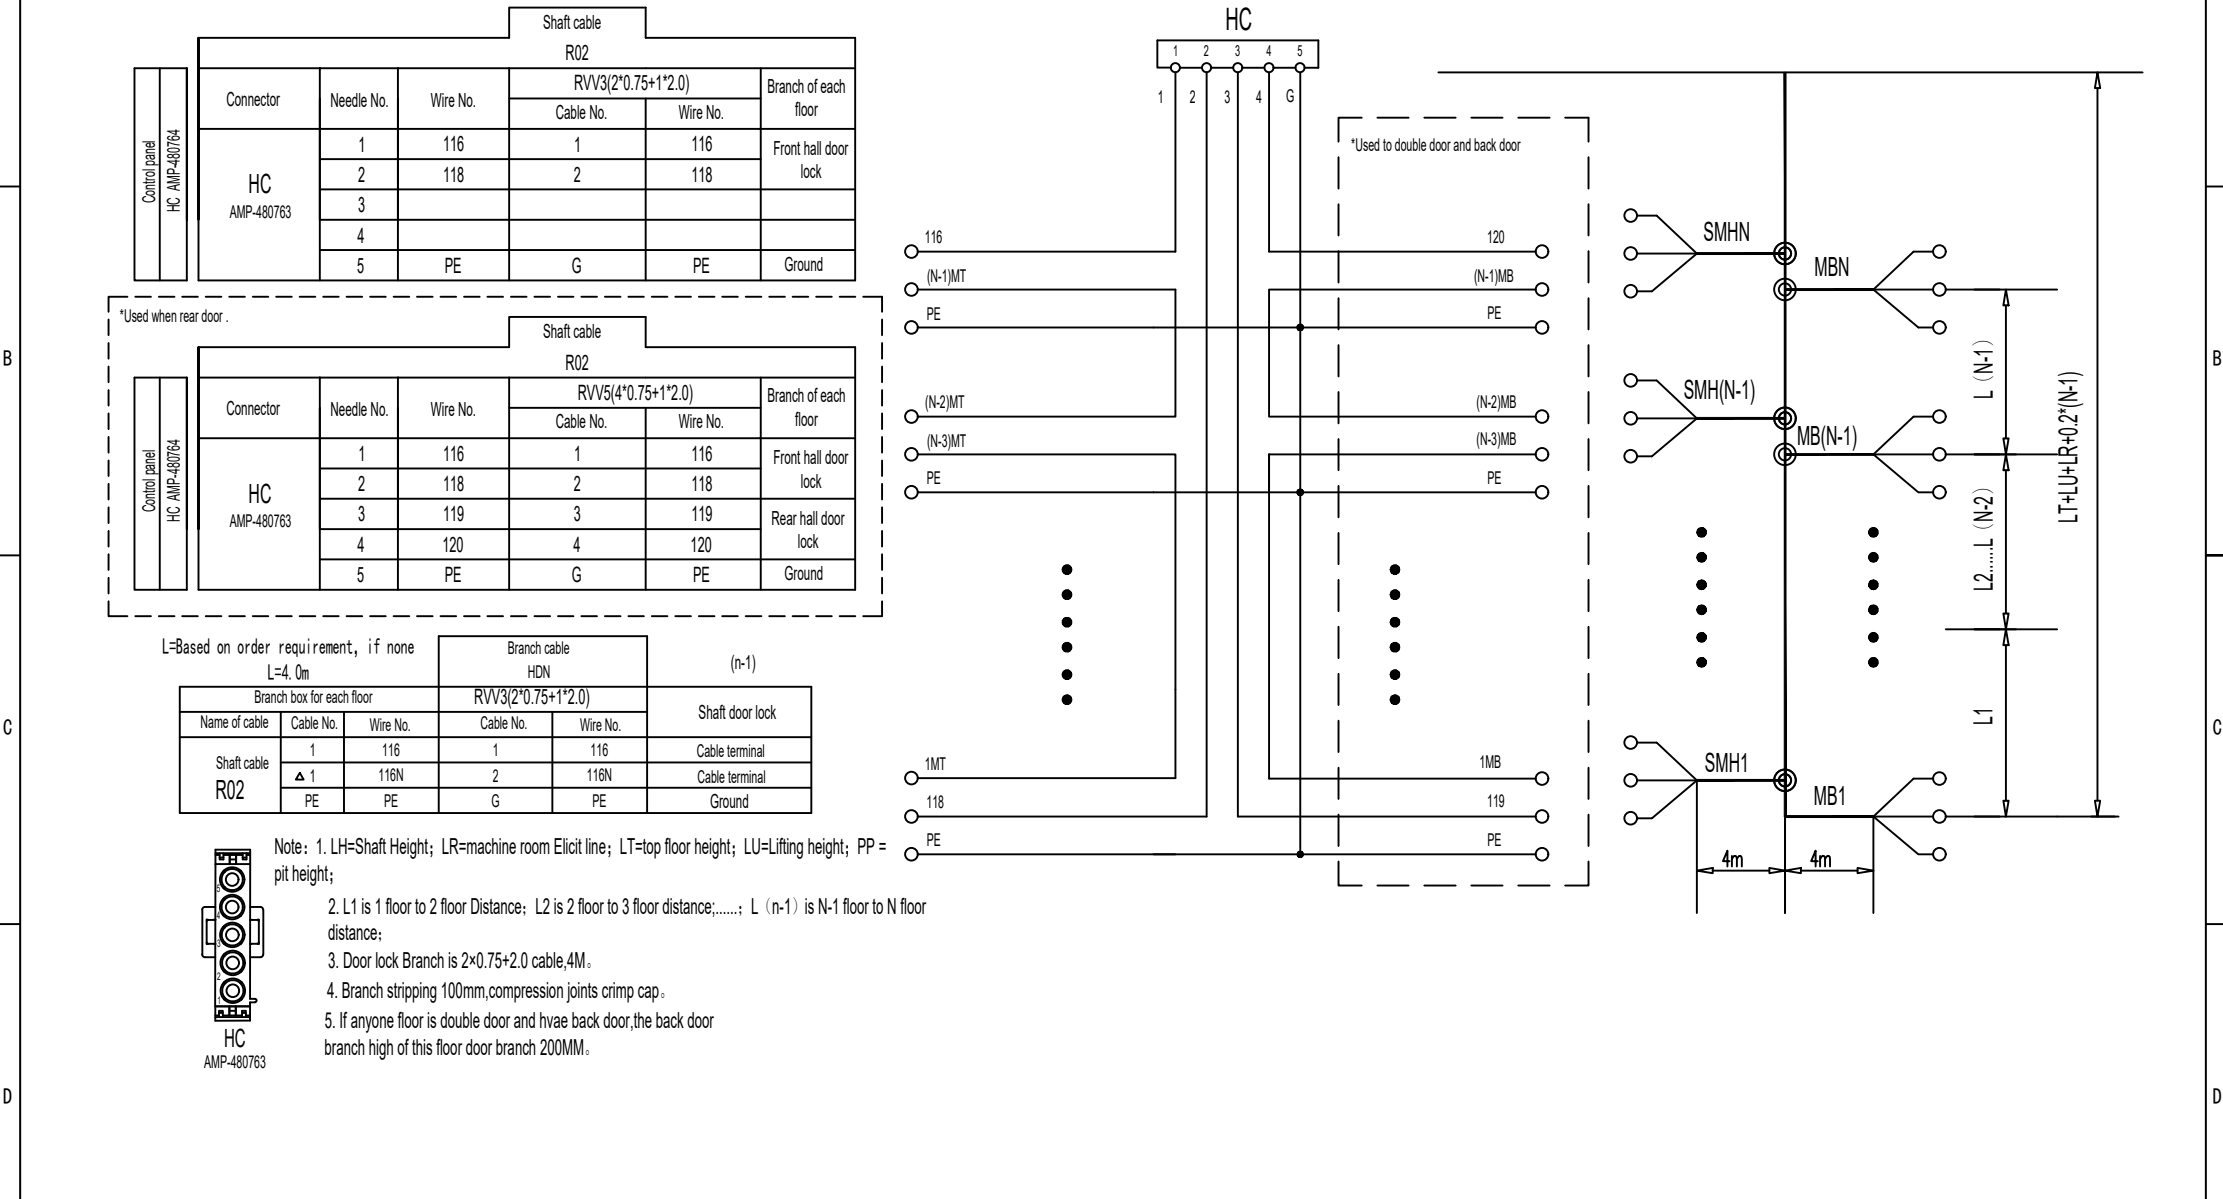 Shaft cable
R02
Connector
Needle No.
Wire No.
RVV3(2*0.75+1*2.0)
Cable No.
Wire No.
Branch of each
floor
Control panel
HC AMP-480764
HC
AMP-480763
1 116 1 116
2 118 2 118
Front hall door
lock
3
4
5 PE G PE Ground
*Used when rear door .
Shaft cable
R02
Connector
Needle No.
Wire No.
RVV5(4*0.75+1*2.0)
Cable No.
Wire No.
Branch of each
floor
Control panel
HC AMP-480764
HC
AMP-480763
1 116 1 116
2 118 2 118
Front hall door
lock
3 119 3 119
4 120 4 120
Rear hall door
lock
5 PE G PE Ground
L=Based on order requirement, if none
L=4.0m
Branch cable
HDN
(n-1)
Branch box for each floor
RVV3(2*0.75+1*2.0)
Shaft door lock
Name of cable Cable No. Wire No. Cable No. Wire No.
Shaft cable
R02
1 116 1 116 Cable terminal
△ 1 116N 2 116N Cable terminal
PE PE G PE Ground
Note: 1. LH=Shaft Height; LR=machine room Elicit line; LT=top floor height; LU=Lifting height; PP =
pit height;
2. L1 is 1 floor to 2 floor Distance; L2 is 2 floor to 3 floor distance;......; L（n-1）is N-1 floor to N floor
distance;
3. Door lock Branch is 2×0.75+2.0 cable,4M。
4. Branch stripping 100mm,compression joints crimp cap。
5. If anyone floor is double door and hvae back door,the back door
branch high of this floor door branch 200MM。
5
4
3
2
1
HC
AMP-480763
HC
1 2 3 4 5
1 2 3 4 G
*Used to double door and back door
116
(N-1)MT
PE
(N-2)MT
(N-3)MT
PE
1MT
118
PE
120
(N-1)MB
PE
(N-2)MB
(N-3)MB
PE
1MB
119
PE
SMHN
MBN
SMH(N-1)
MB(N-1)
SMH1
MB1
4m
4m
L（N-1）
L2......L（N-2）
L1
LT+LU+LR+0.2*(N-1)
B
C
D
B
C
D